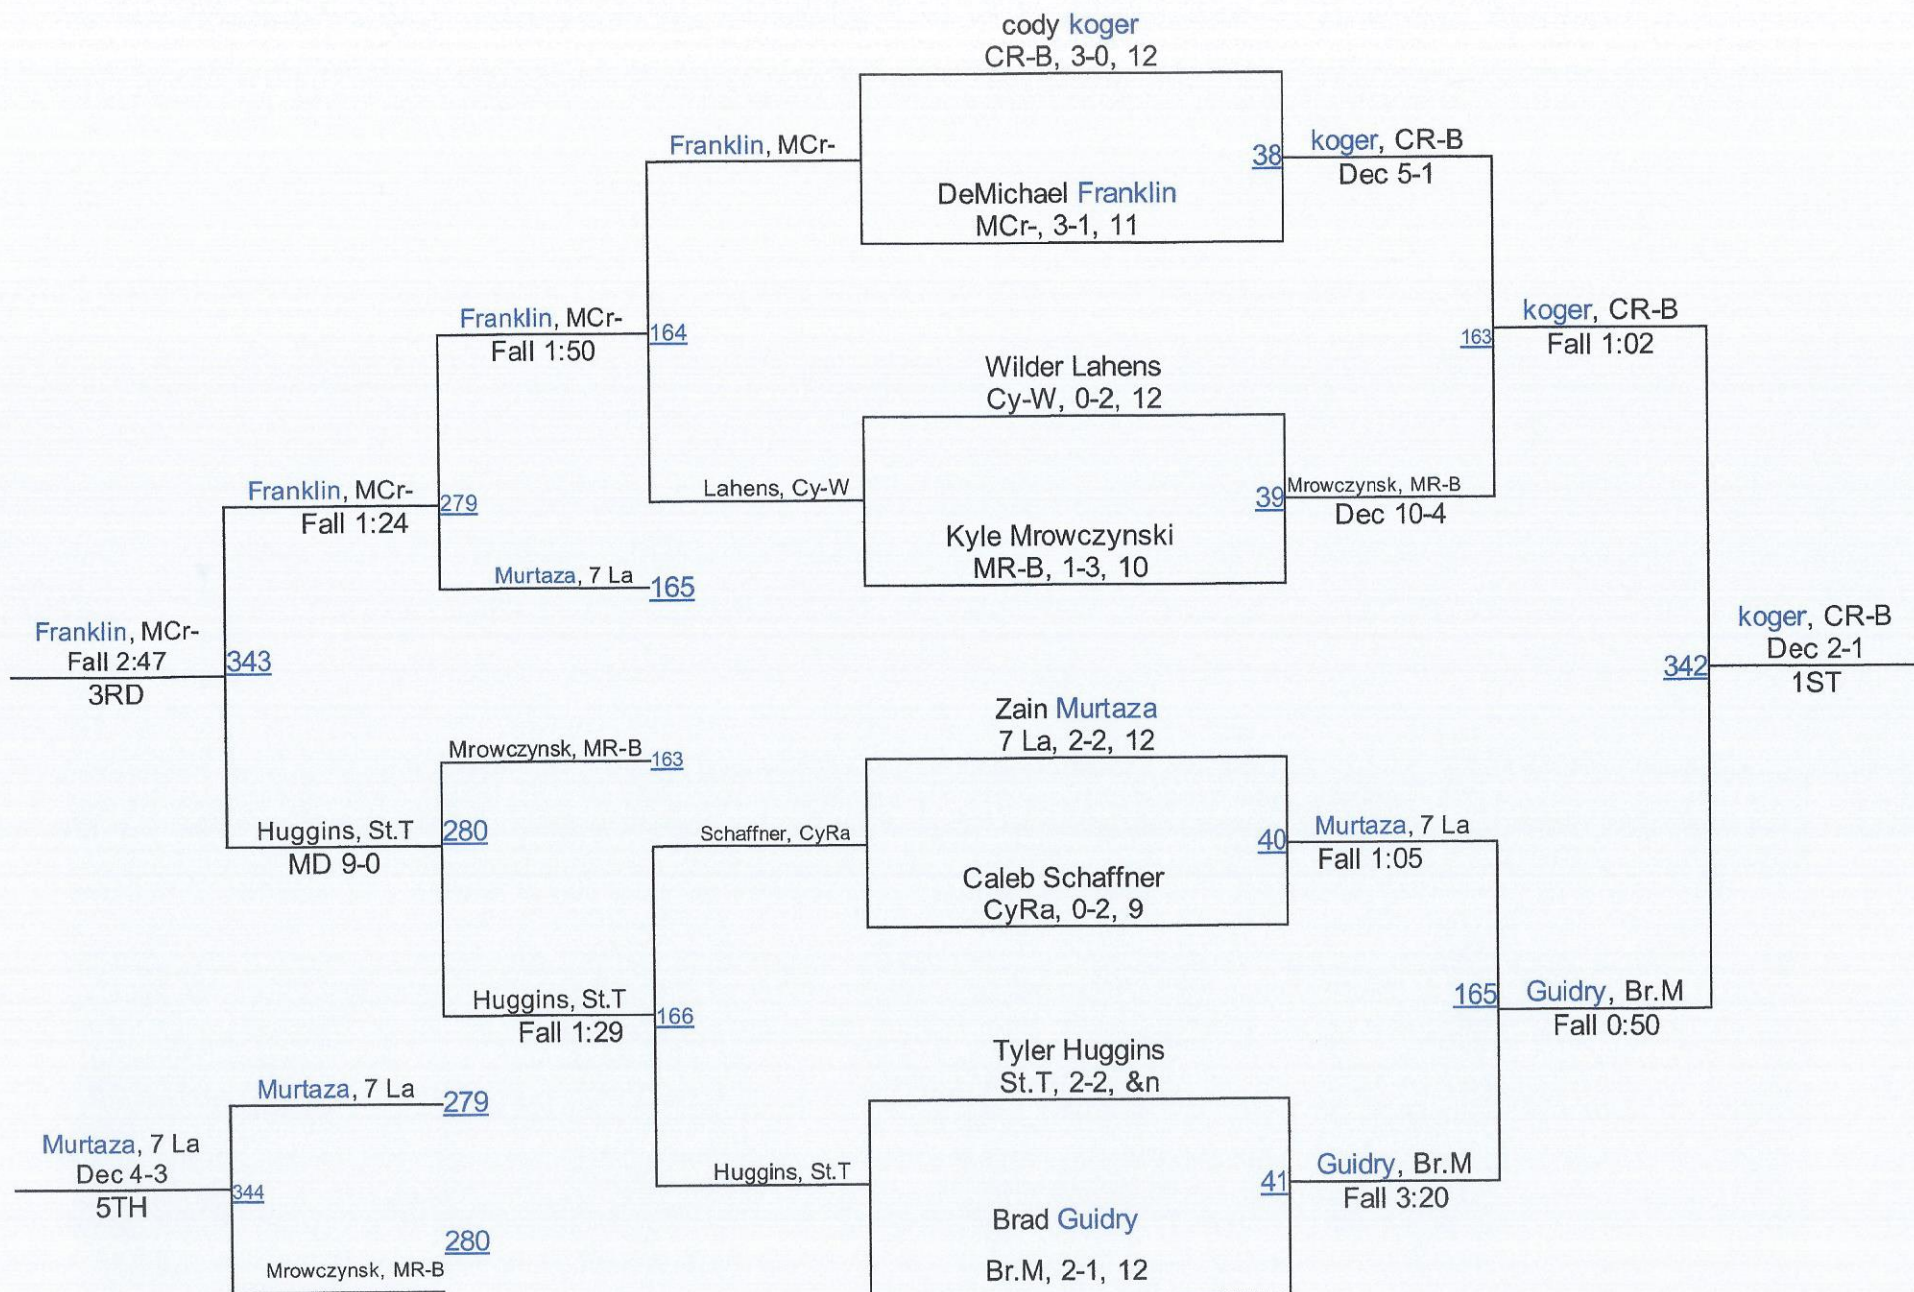 cody koger
CR-B, 3-0, 12
Franklin, MCr-
38
koger, CR-B
Dec 5-1
DeMichael Franklin
MCr-, 3-1, 11
Franklin, MCr-
Fall 1:50
164
163
koger, CR-B
Fall 1:02
Wilder Lahens
Cy-W, 0-2, 12
Franklin, MCr-
Fall 1:24
279
Lahens, Cy-W
39
Mrowczynsk, MR-B
Dec 10-4
Kyle Mrowczynski
MR-B, 1-3, 10
Murtaza, 7 La
165
Franklin, MCr-
Fall 2:47
3RD
343
342
koger, CR-B
Dec 2-1
1ST
Zain Murtaza
7 La, 2-2, 12
Mrowczynsk, MR-B
163
Huggins, St.T
MD 9-0
280
Schaffner, CyRa
40
Murtaza, 7 La
Fall 1:05
Caleb Schaffner
CyRa, 0-2, 9
Huggins, St.T
Fall 1:29
166
165
Guidry, Br.M
Fall 0:50
Tyler Huggins
St.T, 2-2, &n
Murtaza, 7 La
279
Murtaza, 7 La
Dec 4-3
5TH
344
Huggins, St.T
41
Guidry, Br.M
Fall 3:20
Brad Guidry
Br.M, 2-1, 12
280
Mrowczynsk, MR-B